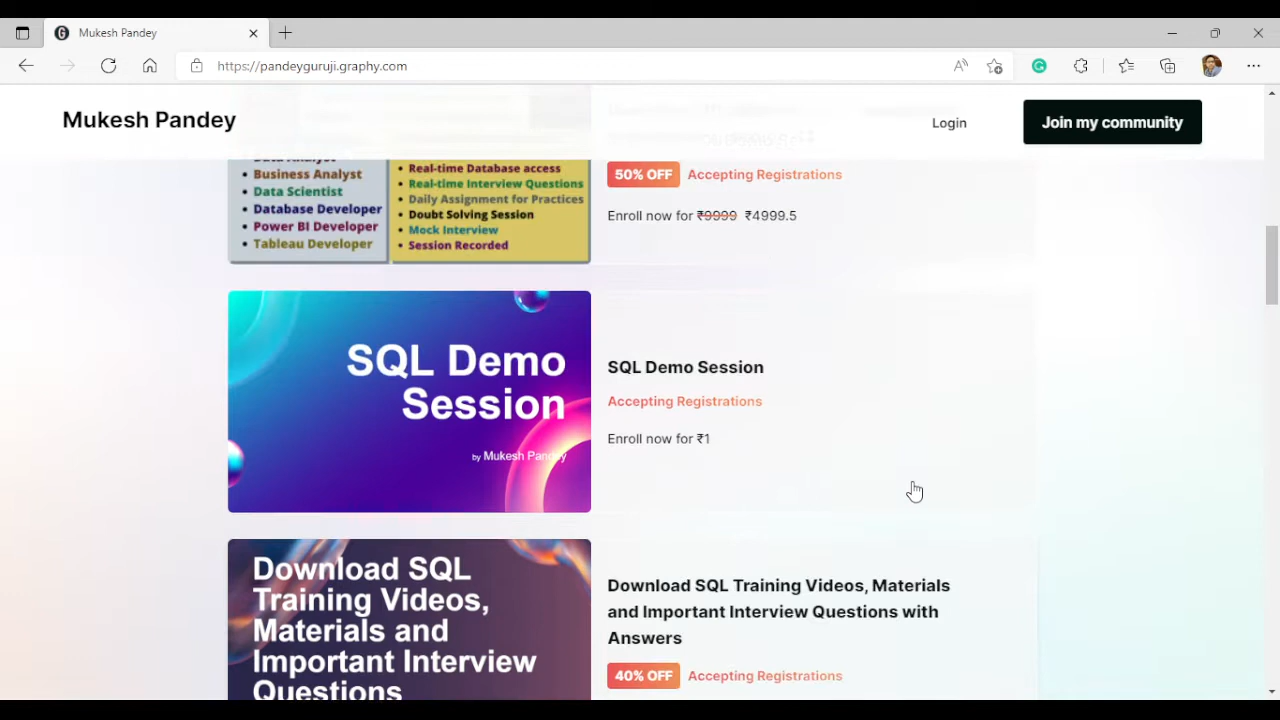 Mukesh Pandey
https://pandeyguruji.graphy.com
Mukesh Pandey
Login
Join my community
Business Analyst
Data Scientist
Database Developer
Power BI Developer
Tableau Developer
Real-time Database access
Real-time Interview Questions
Daily Assignment for Practices
Doubt Solving Session
Mock Interview
Session Recorded
50% OFF Accepting Registrations
Enroll now for ₹9999 ₹4999.5
SQL Demo
Session
by Mukesh Pandey
SQL Demo Session
Accepting Registrations
Enroll now for ₹1
Download SQL
Training Videos,
Materials and
Important Interview
Questions
Download SQL Training Videos, Materials
and Important Interview Questions with
Answers
40% OFF Accepting Registrations